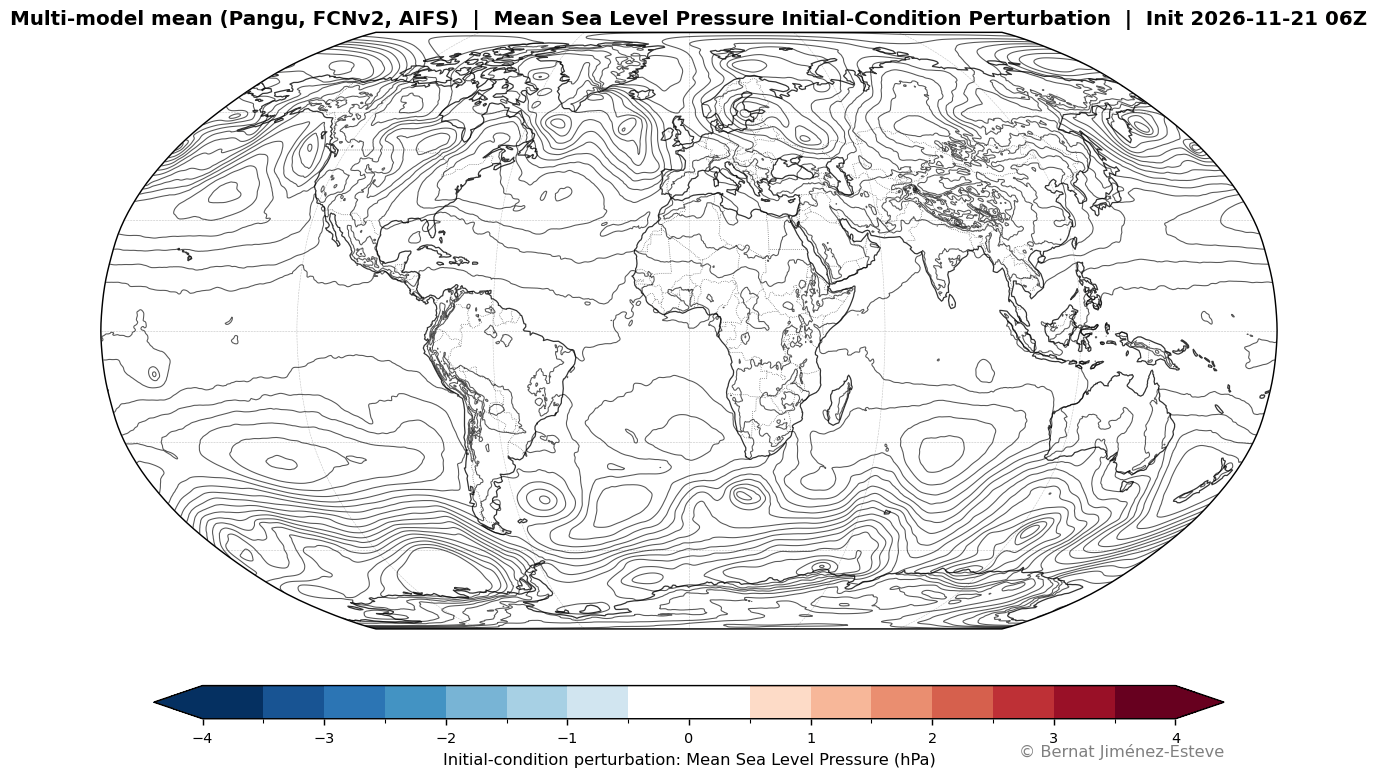 Multi-model mean (Pangu, FCNv2, AIFS) | Mean Sea Level Pressure Initial-Condition Perturbation | Init 2026-11-21 06Z
−4 −3 −2 −1 0 1 2 3 4
Initial-condition perturbation: Mean Sea Level Pressure (hPa)
© Bernat Jiménez-Esteve